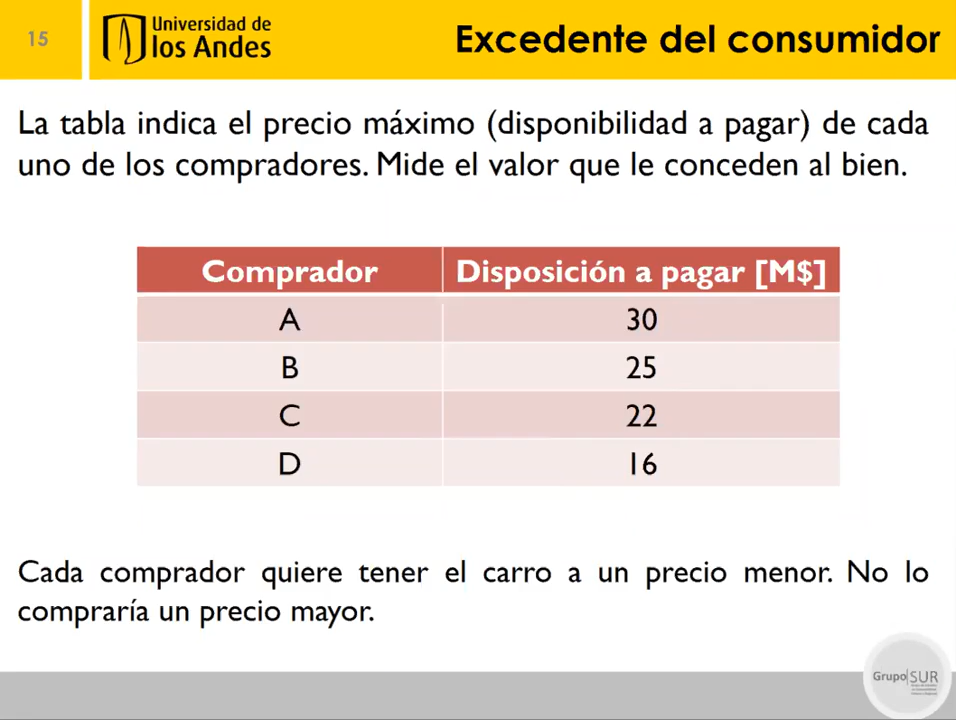 15
Universidad de
los Andes
Excedente del consumidor
La tabla indica el precio máximo (disponibilidad a pagar) de cada
uno de los compradores. Mide el valor que le conceden al bien.
Comprador Disposición a pagar [M$]
A 30
B 25
C 22
D 16
Cada comprador quiere tener el carro a un precio menor. No lo
compraría un precio mayor.
Grupo|SUR